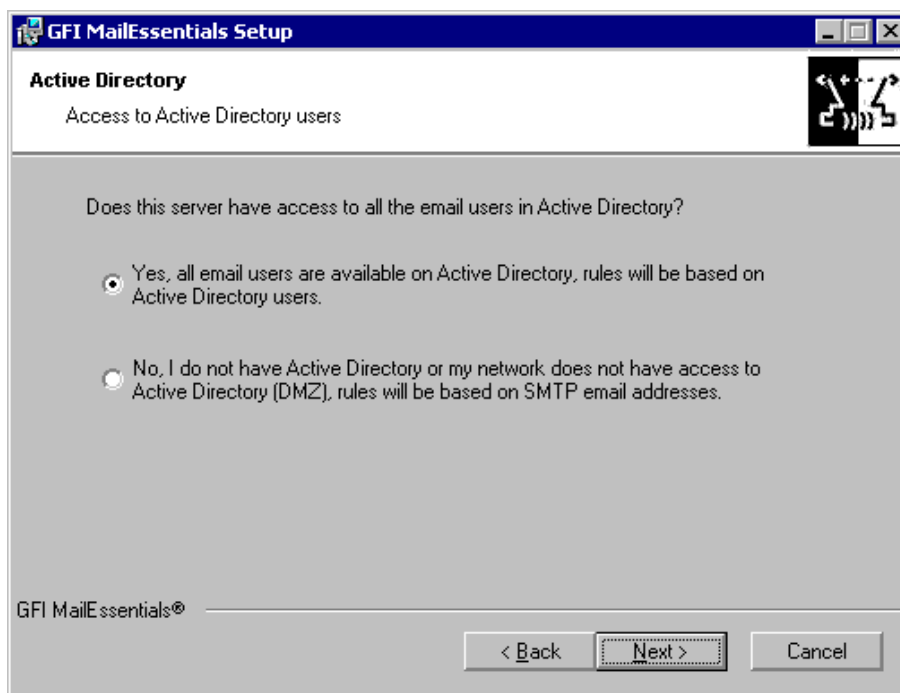 GFI MailEssentials Setup
Active Directory
Access to Active Directory users
Does this server have access to all the email users in Active Directory?
Yes, all email users are available on Active Directory, rules will be based on
Active Directory users.
No, I do not have Active Directory or my network does not have access to
Active Directory (DMZ), rules will be based on SMTP email addresses.
GFI MailEssentials®
< Back
Next >
Cancel